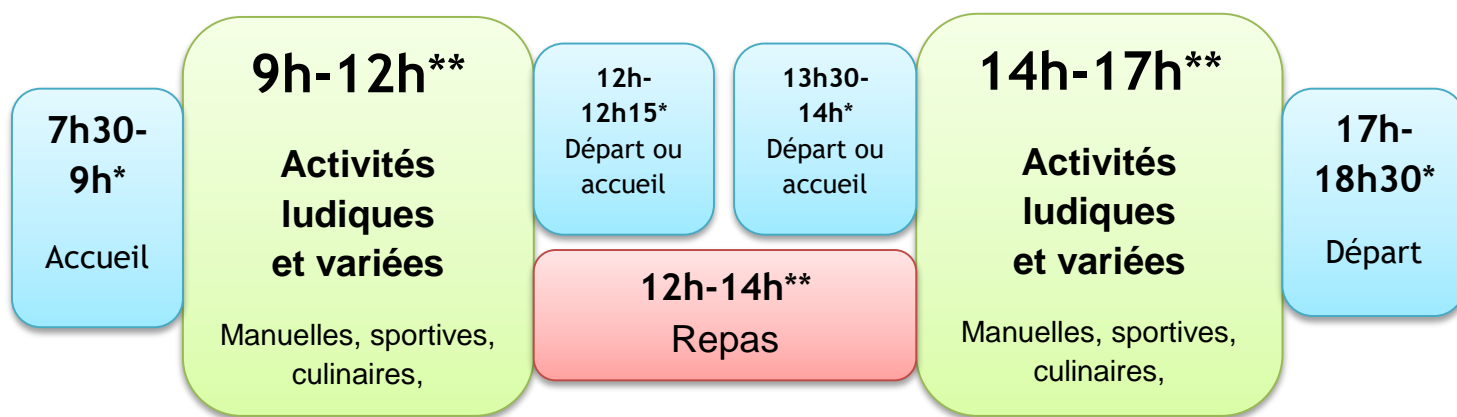 7h30-
9h*
Accueil
9h-12h**
Activités
ludiques
et variées
Manuelles, sportives,
culinaires,
12h-
12h15*
Départ ou
accueil
13h30-
14h*
Départ ou
accueil
12h-14h**
Repas
14h-17h**
Activités
ludiques
et variées
Manuelles, sportives,
culinaires,
17h-
18h30*
Départ